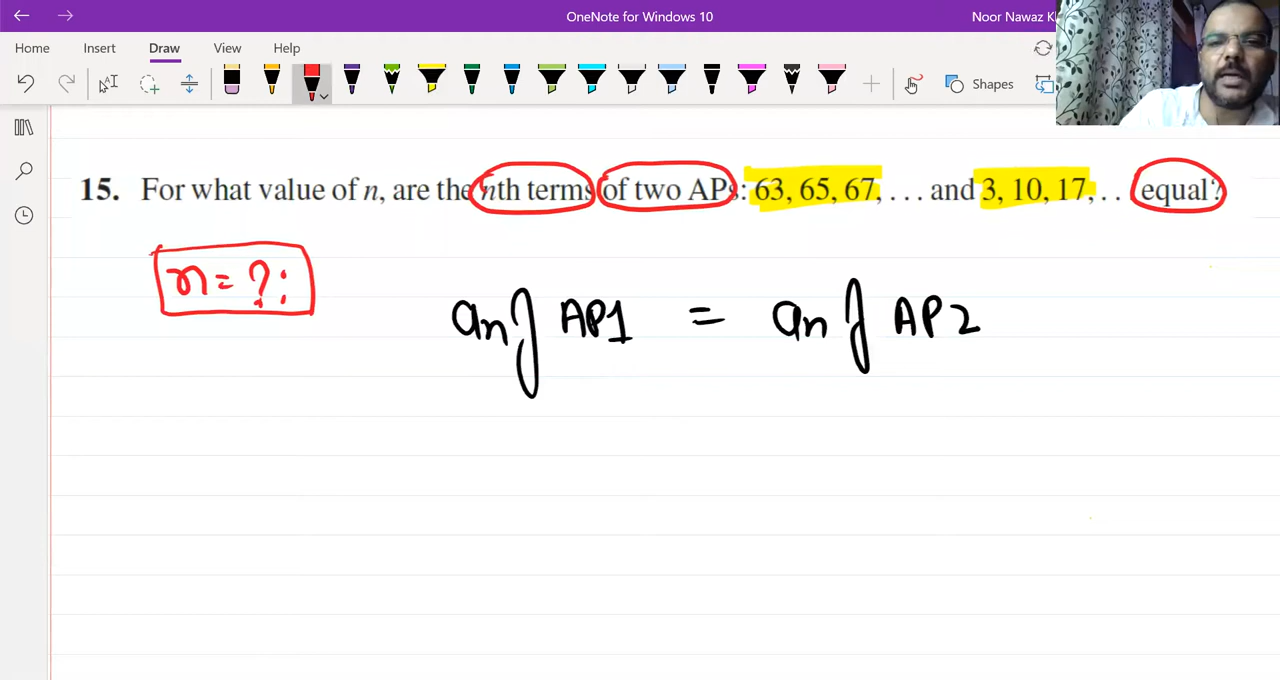 OneNote for Windows 10
Noor Nawaz K
Home Insert Draw View Help
Shapes
15. For what value of n, are the nth terms of two APs: 63, 65, 67, . . . and 3, 10, 17, . . . equal?
n = ? :
an of AP1 = an of AP2